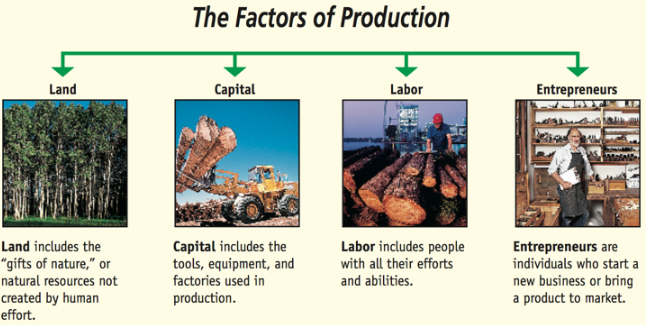 The Factors of Production
Land
Capital
Labor
Entrepreneurs
Land includes the
“gifts of nature,” or
natural resources not
created by human
effort.
Capital includes the
tools, equipment, and
factories used in
production.
Labor includes people
with all their efforts
and abilities.
Entrepreneurs are
individuals who start a
new business or bring
a product to market.